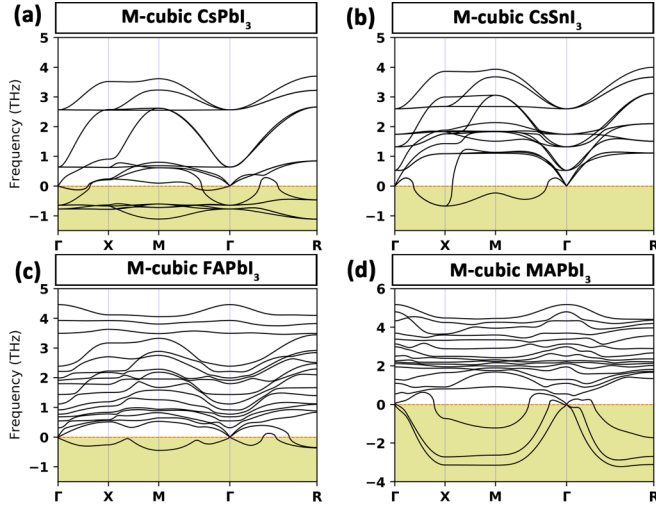 (a) M-cubic CsPbI3
5
4
3
2
1
0
−1
Frequency (THz)
Γ X M Γ R
(b) M-cubic CsSnI3
5
4
3
2
1
0
−1
Γ X M Γ R
(c) M-cubic FAPbI3
5
4
3
2
1
0
−1
Frequency (THz)
Γ X M Γ R
(d) M-cubic MAPbI3
6
4
2
0
−2
−4
Γ X M Γ R